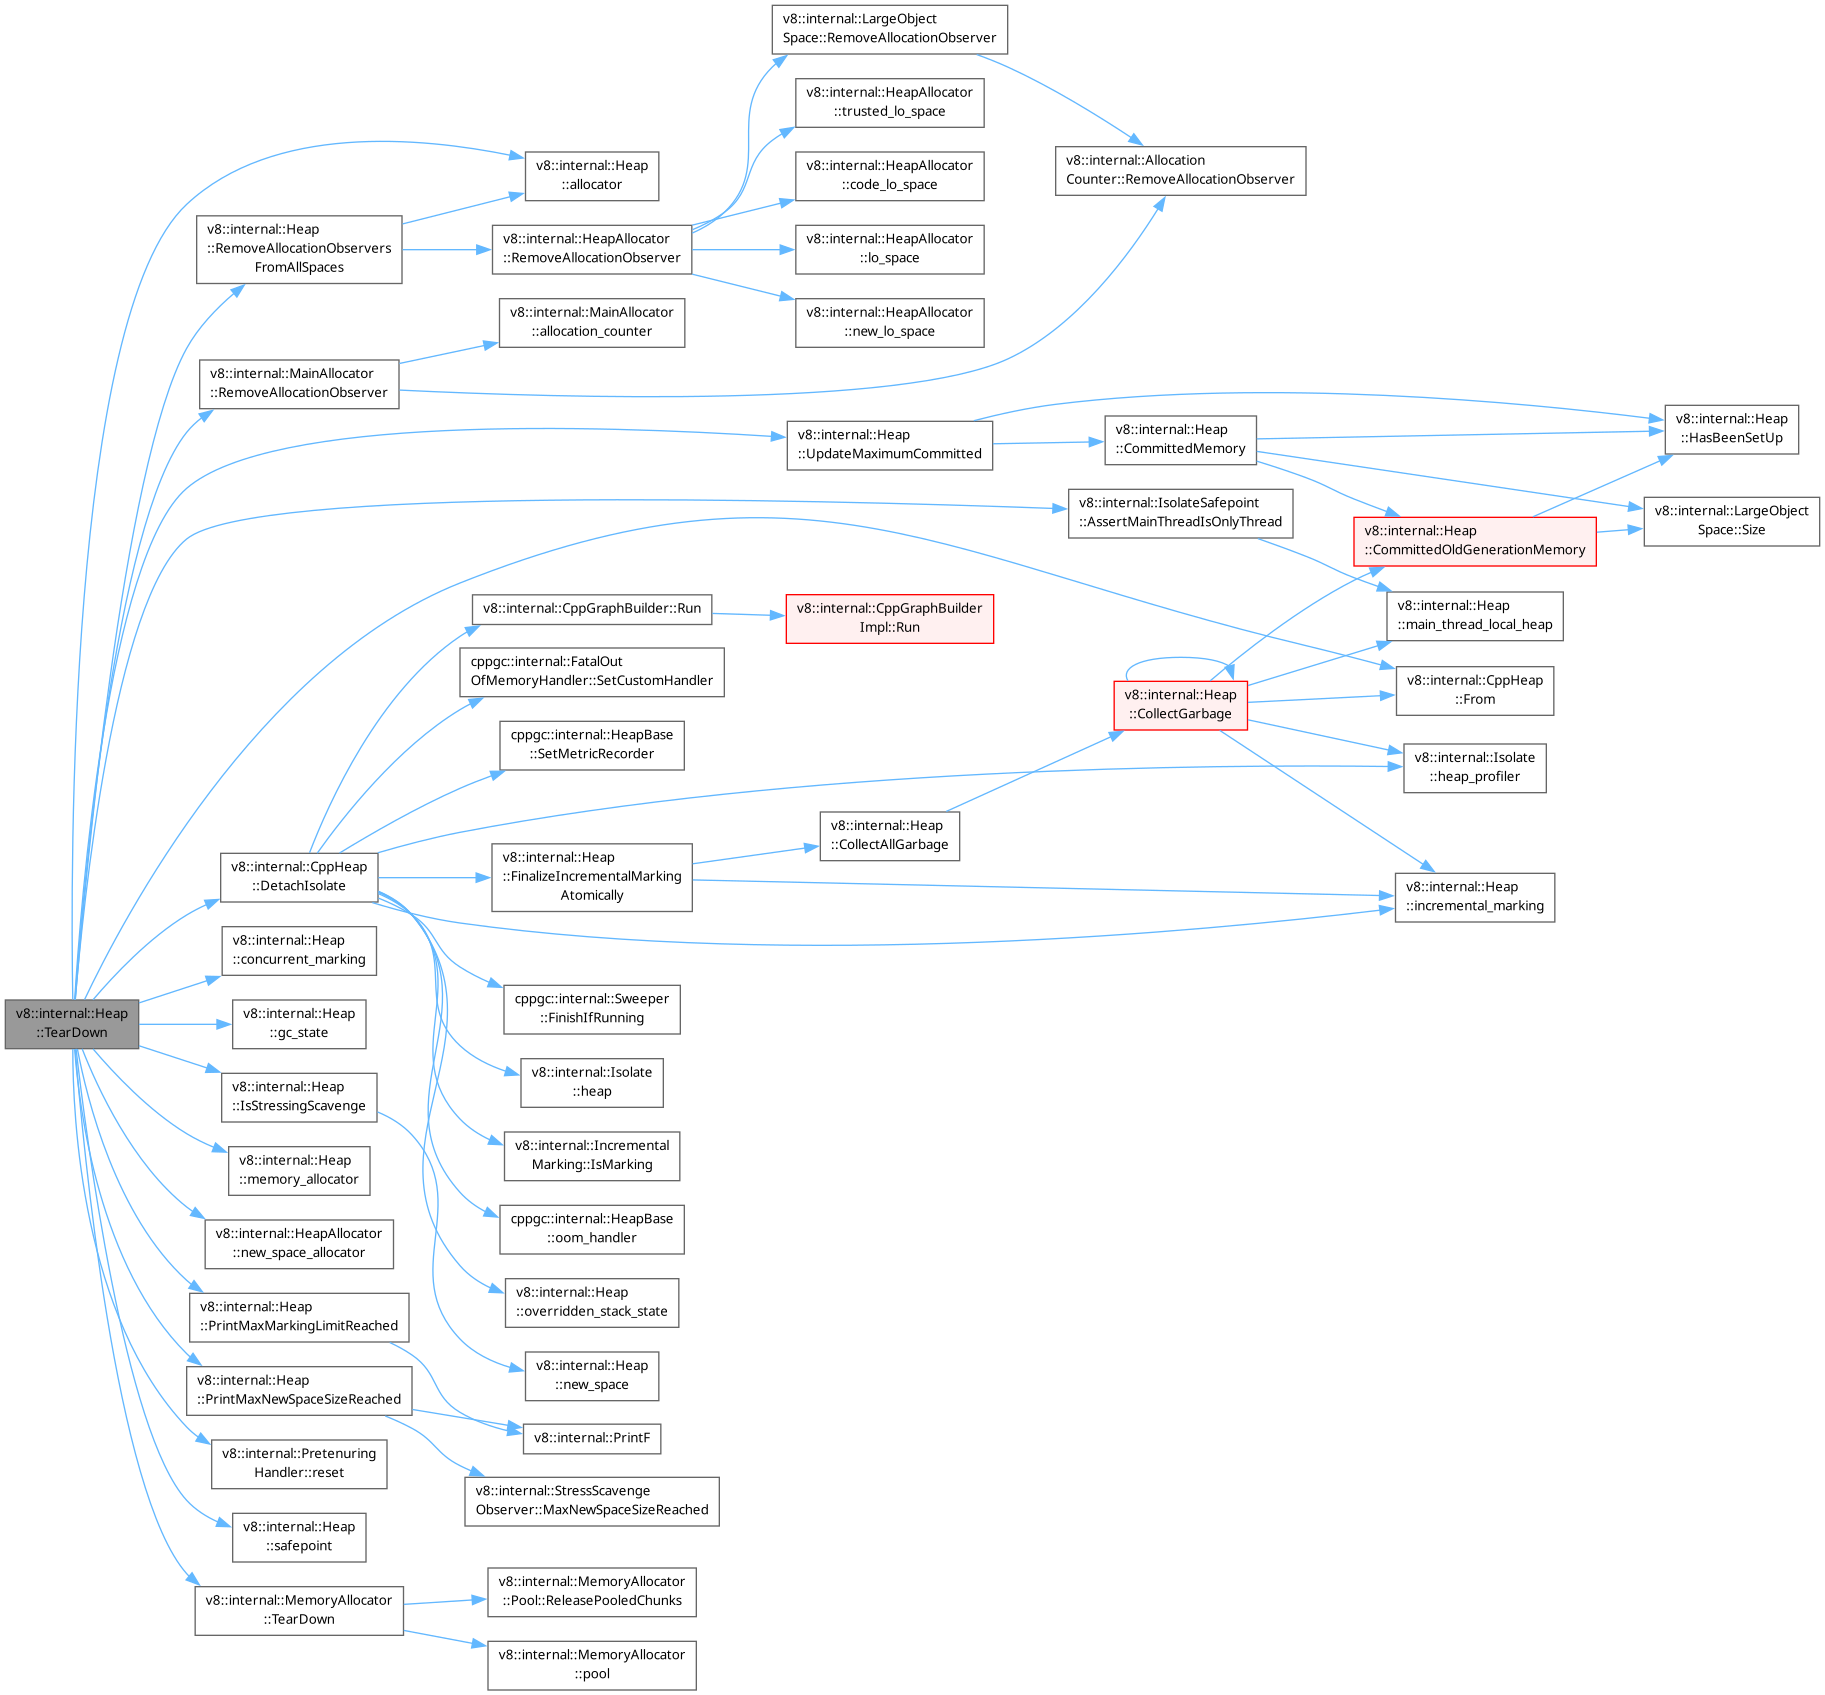 v8::internal::LargeObject
Space::RemoveAllocationObserver
v8::internal::HeapAllocator
::trusted_lo_space
v8::internal::Allocation
Counter::RemoveAllocationObserver
v8::internal::Heap
::allocator
v8::internal::HeapAllocator
::code_lo_space
v8::internal::Heap
::RemoveAllocationObservers
FromAllSpaces
v8::internal::HeapAllocator
::RemoveAllocationObserver
v8::internal::HeapAllocator
::lo_space
v8::internal::MainAllocator
::allocation_counter
v8::internal::HeapAllocator
::new_lo_space
v8::internal::MainAllocator
::RemoveAllocationObserver
v8::internal::Heap
::UpdateMaximumCommitted
v8::internal::Heap
::CommittedMemory
v8::internal::Heap
::HasBeenSetUp
v8::internal::IsolateSafepoint
::AssertMainThreadIsOnlyThread
v8::internal::Heap
::CommittedOldGenerationMemory
v8::internal::LargeObject
Space::Size
v8::internal::CppGraphBuilder::Run
v8::internal::CppGraphBuilder
Impl::Run
v8::internal::Heap
::main_thread_local_heap
cppgc::internal::FatalOut
OfMemoryHandler::SetCustomHandler
v8::internal::Heap
::CollectGarbage
v8::internal::CppHeap
::From
cppgc::internal::HeapBase
::SetMetricRecorder
v8::internal::Isolate
::heap_profiler
v8::internal::Heap
::CollectAllGarbage
v8::internal::CppHeap
::DetachIsolate
v8::internal::Heap
::FinalizeIncrementalMarking
Atomically
v8::internal::Heap
::incremental_marking
v8::internal::Heap
::concurrent_marking
v8::internal::Heap
::TearDown
v8::internal::Heap
::gc_state
cppgc::internal::Sweeper
::FinishIfRunning
v8::internal::Heap
::IsStressingScavenge
v8::internal::Isolate
::heap
v8::internal::Heap
::memory_allocator
v8::internal::Incremental
Marking::IsMarking
v8::internal::HeapAllocator
::new_space_allocator
cppgc::internal::HeapBase
::oom_handler
v8::internal::Heap
::PrintMaxMarkingLimitReached
v8::internal::Heap
::overridden_stack_state
v8::internal::Heap
::PrintMaxNewSpaceSizeReached
v8::internal::Heap
::new_space
v8::internal::PrintF
v8::internal::Pretenuring
Handler::reset
v8::internal::StressScavenge
Observer::MaxNewSpaceSizeReached
v8::internal::Heap
::safepoint
v8::internal::MemoryAllocator
::TearDown
v8::internal::MemoryAllocator
::Pool::ReleasePooledChunks
v8::internal::MemoryAllocator
::pool